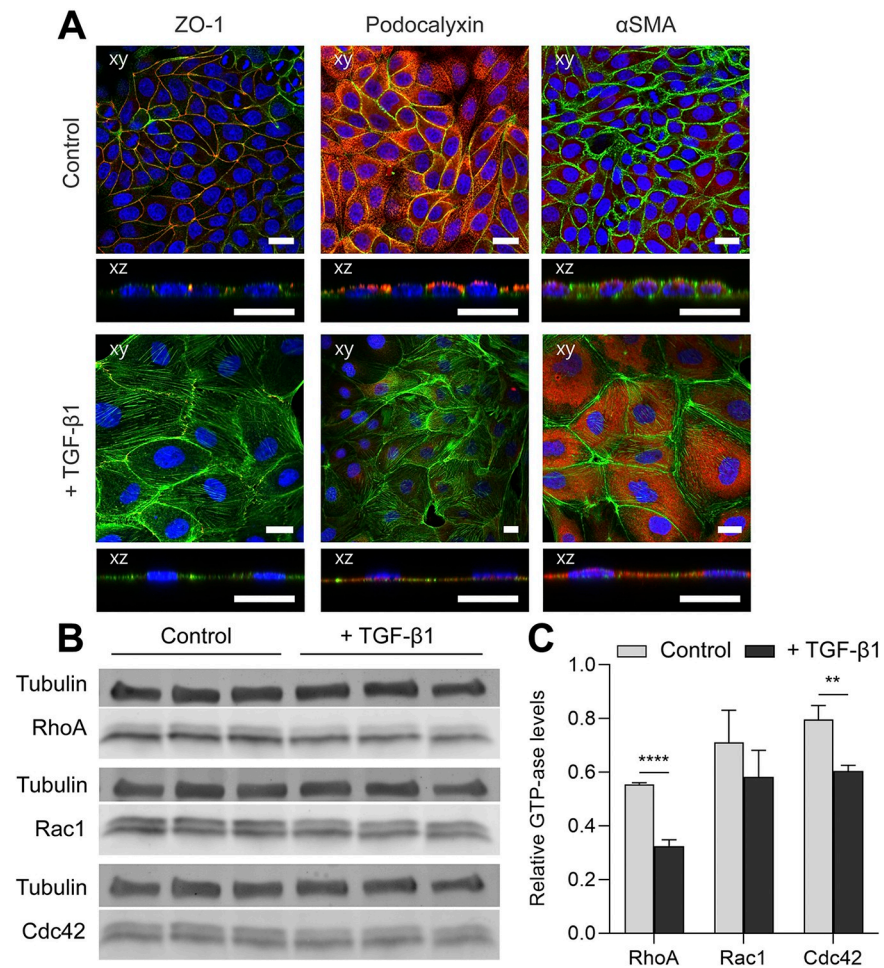 A
ZO-1 Podocalyxin αSMA
Control
xy xy xy
xz xz xz
+ TGF-β1
xy xy xy
xz xz xz
B
Control + TGF-β1
Tubulin
RhoA
Tubulin
Rac1
Tubulin
Cdc42
C
Control + TGF-β1
Relative GTP-ase levels
1.0
0.8
0.6
0.4
0.2
0.0
****
**
RhoA Rac1 Cdc42